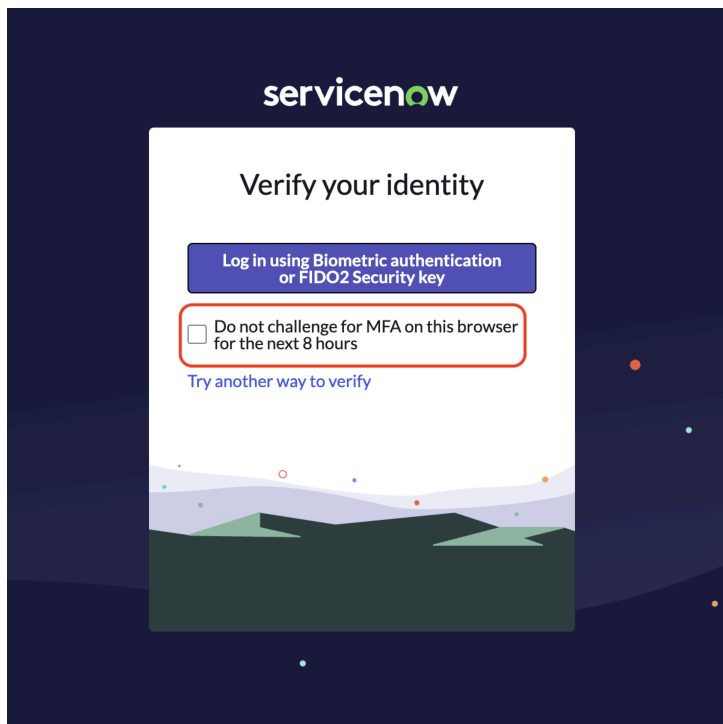 servicenow
Verify your identity
Log in using Biometric authentication
or FIDO2 Security key
Do not challenge for MFA on this browser
for the next 8 hours
Try another way to verify